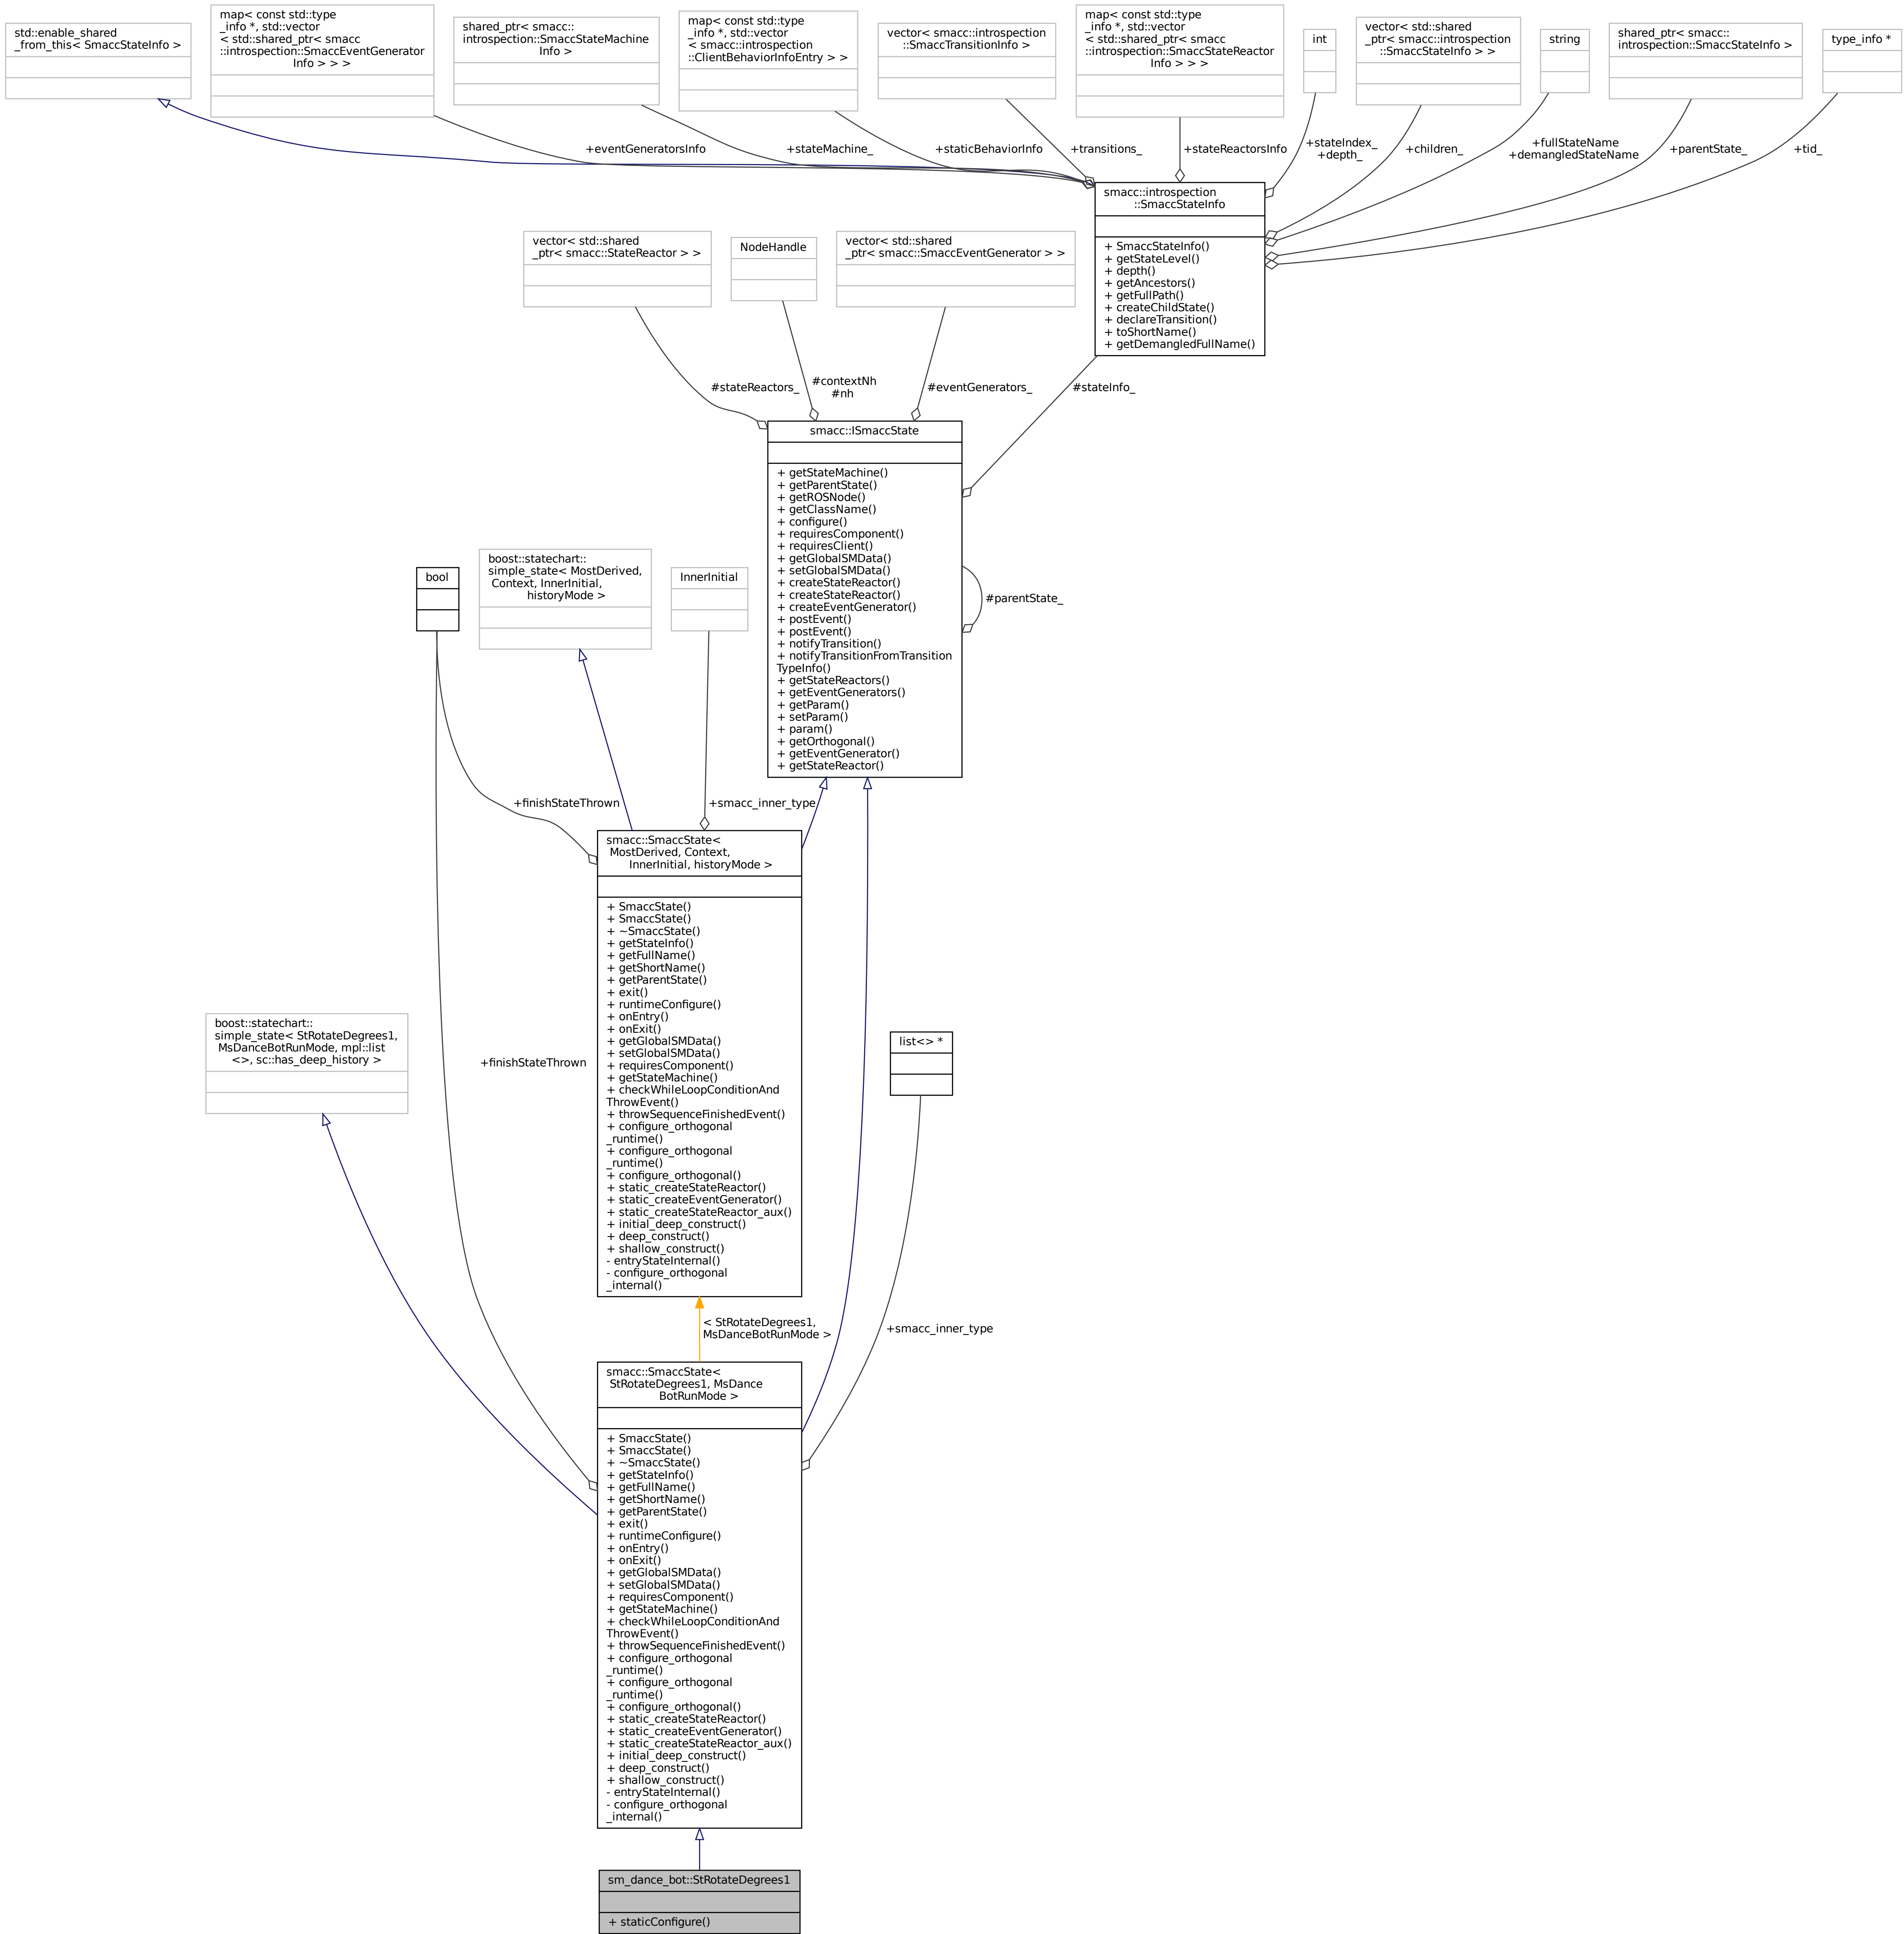 std::enable_shared
_from_this< SmaccStateInfo >
map< const std::type
_info *, std::vector
< std::shared_ptr< smacc
::introspection::SmaccEventGenerator
Info > > >
shared_ptr< smacc::
introspection::SmaccStateMachine
Info >
map< const std::type
_info *, std::vector
< smacc::introspection
::ClientBehaviorInfoEntry > >
vector< smacc::introspection
::SmaccTransitionInfo >
map< const std::type
_info *, std::vector
< std::shared_ptr< smacc
::introspection::SmaccStateReactor
Info > > >
int
vector< std::shared
_ptr< smacc::introspection
::SmaccStateInfo > >
string
shared_ptr< smacc::
introspection::SmaccStateInfo >
type_info *
+eventGeneratorsInfo
+stateMachine_
+staticBehaviorInfo
+transitions_
+stateReactorsInfo
+stateIndex_
+depth_
+children_
+fullStateName
+demangledStateName
+parentState_
+tid_
smacc::introspection
::SmaccStateInfo
+ SmaccStateInfo()
+ getStateLevel()
+ depth()
+ getAncestors()
+ getFullPath()
+ createChildState()
+ declareTransition()
+ toShortName()
+ getDemangledFullName()
vector< std::shared
_ptr< smacc::StateReactor > >
NodeHandle
vector< std::shared
_ptr< smacc::SmaccEventGenerator > >
#stateReactors_
#contextNh
#nh
#eventGenerators_
#stateInfo_
smacc::ISmaccState
+ getStateMachine()
+ getParentState()
+ getROSNode()
+ getClassName()
+ configure()
+ requiresComponent()
+ requiresClient()
+ getGlobalSMData()
+ setGlobalSMData()
+ createStateReactor()
+ createStateReactor()
+ createEventGenerator()
+ postEvent()
+ postEvent()
+ notifyTransition()
+ notifyTransitionFromTransition
TypeInfo()
+ getStateReactors()
+ getEventGenerators()
+ getParam()
+ setParam()
+ param()
+ getOrthogonal()
+ getEventGenerator()
+ getStateReactor()
#parentState_
bool
boost::statechart::
simple_state< MostDerived,
Context, InnerInitial,
historyMode >
InnerInitial
+finishStateThrown
+smacc_inner_type
smacc::SmaccState<
MostDerived, Context,
InnerInitial, historyMode >
+ SmaccState()
+ SmaccState()
+ ~SmaccState()
+ getStateInfo()
+ getFullName()
+ getShortName()
+ getParentState()
+ exit()
+ runtimeConfigure()
+ onEntry()
+ onExit()
+ getGlobalSMData()
+ setGlobalSMData()
+ requiresComponent()
+ getStateMachine()
+ checkWhileLoopConditionAnd
ThrowEvent()
+ throwSequenceFinishedEvent()
+ configure_orthogonal
_runtime()
+ configure_orthogonal
_runtime()
+ configure_orthogonal()
+ static_createStateReactor()
+ static_createEventGenerator()
+ static_createStateReactor_aux()
+ initial_deep_construct()
+ deep_construct()
+ shallow_construct()
- entryStateInternal()
- configure_orthogonal
_internal()
boost::statechart::
simple_state< StRotateDegrees1,
MsDanceBotRunMode, mpl::list
<>, sc::has_deep_history >
+finishStateThrown
list<> *
< StRotateDegrees1,
MsDanceBotRunMode >
+smacc_inner_type
smacc::SmaccState<
StRotateDegrees1, MsDance
BotRunMode >
+ SmaccState()
+ SmaccState()
+ ~SmaccState()
+ getStateInfo()
+ getFullName()
+ getShortName()
+ getParentState()
+ exit()
+ runtimeConfigure()
+ onEntry()
+ onExit()
+ getGlobalSMData()
+ setGlobalSMData()
+ requiresComponent()
+ getStateMachine()
+ checkWhileLoopConditionAnd
ThrowEvent()
+ throwSequenceFinishedEvent()
+ configure_orthogonal
_runtime()
+ configure_orthogonal
_runtime()
+ configure_orthogonal()
+ static_createStateReactor()
+ static_createEventGenerator()
+ static_createStateReactor_aux()
+ initial_deep_construct()
+ deep_construct()
+ shallow_construct()
- entryStateInternal()
- configure_orthogonal
_internal()
sm_dance_bot::StRotateDegrees1
+ staticConfigure()